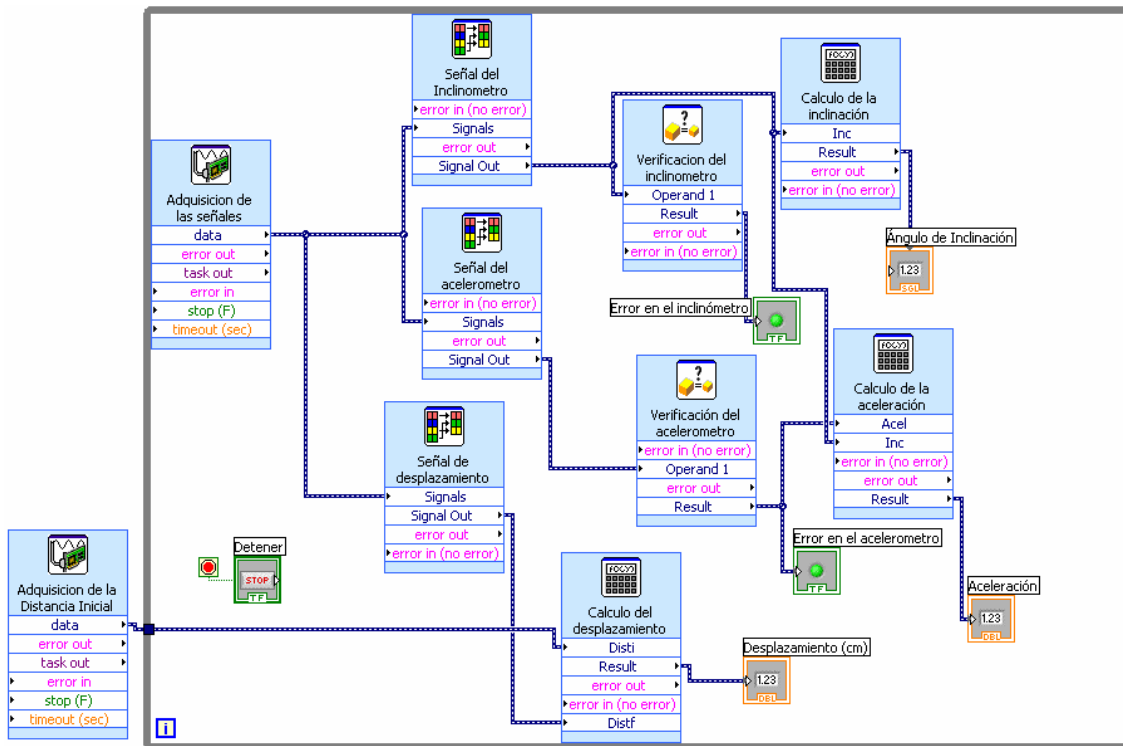 Señal del
Inclinometro
error in (no error)
Signals
error out
Signal Out
f(x,y)
Calculo de la
inclinación
Inc
Result
error out
error in (no error)
?
=
Verificacion del
inclinometro
Operand 1
Result
error out
error in (no error)
Adquisicion de
las señales
data
error out
task out
error in
stop (F)
timeout (sec)
Señal del
acelerometro
error in (no error)
Signals
error out
Signal Out
Ángulo de Inclinación
1.23
SGL
Error en el inclinómetro
TF
f(x,y)
Calculo de la
aceleración
Acel
Inc
error in (no error)
error out
Result
?
=
Verificación del
acelerometro
error in (no error)
Operand 1
error out
Result
Señal de
desplazamiento
Signals
Signal Out
error out
error in (no error)
Error en el acelerometro
TF
Detener
STOP
TF
Adquisicion de la
Distancia Inicial
data
error out
task out
error in
stop (F)
timeout (sec)
f(x,y)
Calculo del
desplazamiento
Disti
Result
error out
error in (no error)
Distf
Aceleración
1.23
DBL
Desplazamiento (cm)
1.23
DBL
i